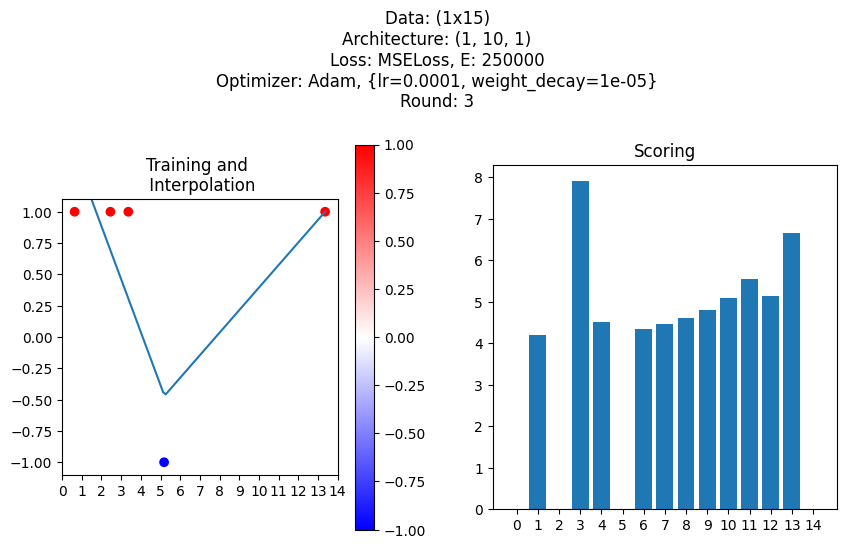 Data: (1x15)
Architecture: (1, 10, 1)
Loss: MSELoss, E: 250000
Optimizer: Adam, {lr=0.0001, weight_decay=1e-05}
Round: 3
Training and
Interpolation
1.00
0.75
0.50
0.25
0.00
−0.25
−0.50
−0.75
−1.00
0 1 2 3 4 5 6 7 8 9 10 11 12 13 14
1.00
0.75
0.50
0.25
0.00
−0.25
−0.50
−0.75
−1.00
Scoring
8
7
6
5
4
3
2
1
0
0 1 2 3 4 5 6 7 8 9 10 11 12 13 14